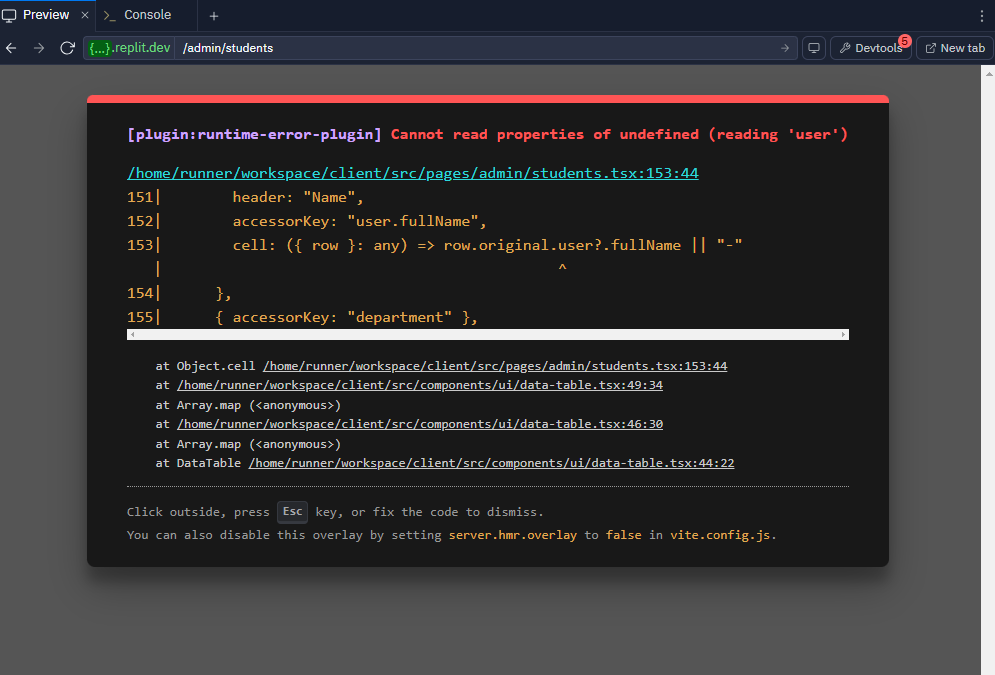 Preview × >_ Console +
{...}.replit.dev /admin/students Devtools 5 New tab
[plugin:runtime-error-plugin] Cannot read properties of undefined (reading 'user')
/home/runner/workspace/client/src/pages/admin/students.tsx:153:44
151|        header: "Name",
152|        accessorKey: "user.fullName",
153|        cell: ({ row }: any) => row.original.user?.fullName || "-"
   |                                               ^
154|      },
155|      { accessorKey: "department" },
at Object.cell /home/runner/workspace/client/src/pages/admin/students.tsx:153:44
at /home/runner/workspace/client/src/components/ui/data-table.tsx:49:34
at Array.map (<anonymous>)
at /home/runner/workspace/client/src/components/ui/data-table.tsx:46:30
at Array.map (<anonymous>)
at DataTable /home/runner/workspace/client/src/components/ui/data-table.tsx:44:22
Click outside, press Esc key, or fix the code to dismiss.
You can also disable this overlay by setting server.hmr.overlay to false in vite.config.js.